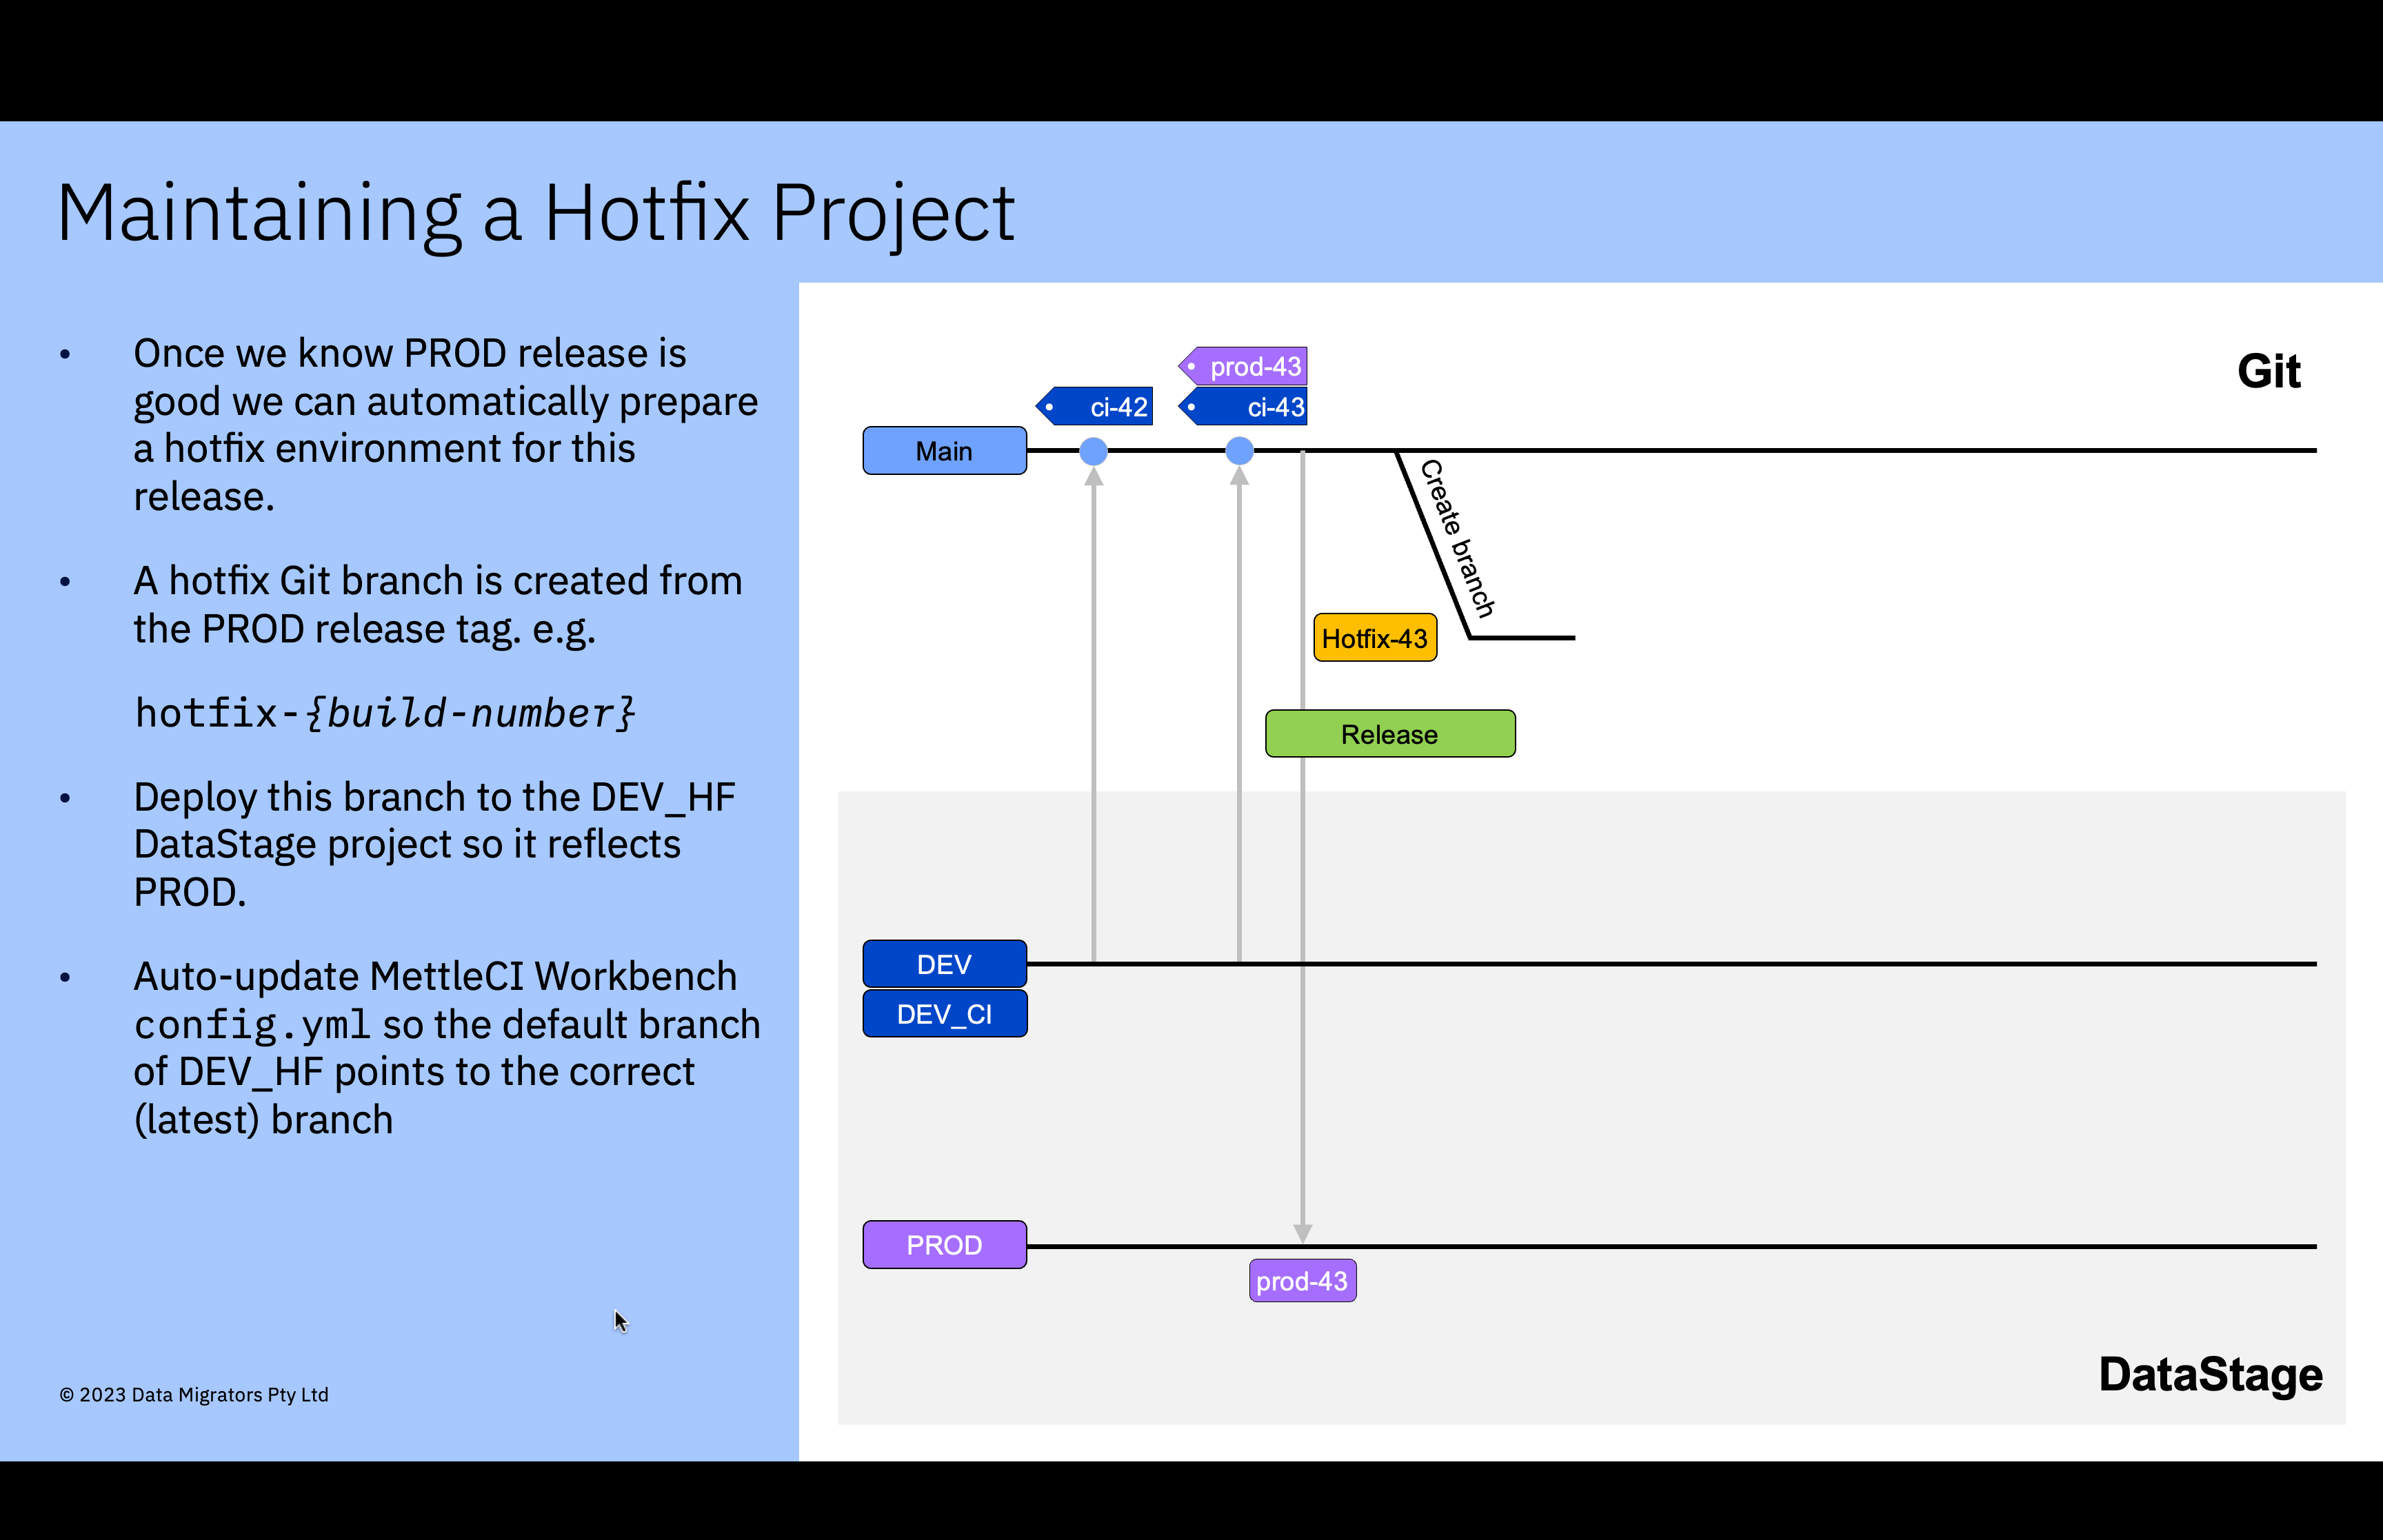 Maintaining a Hotfix Project
• Once we know PROD release is
good we can automatically prepare
a hotfix environment for this
release.
• A hotfix Git branch is created from
the PROD release tag. e.g.
hotfix-{build-number}
• Deploy this branch to the DEV_HF
DataStage project so it reflects
PROD.
• Auto-update MettleCI Workbench
config.yml so the default branch
of DEV_HF points to the correct
(latest) branch
© 2023 Data Migrators Pty Ltd
Git
prod-43
ci-42
ci-43
Main
Create branch
Hotfix-43
Release
DEV
DEV_CI
PROD
prod-43
DataStage